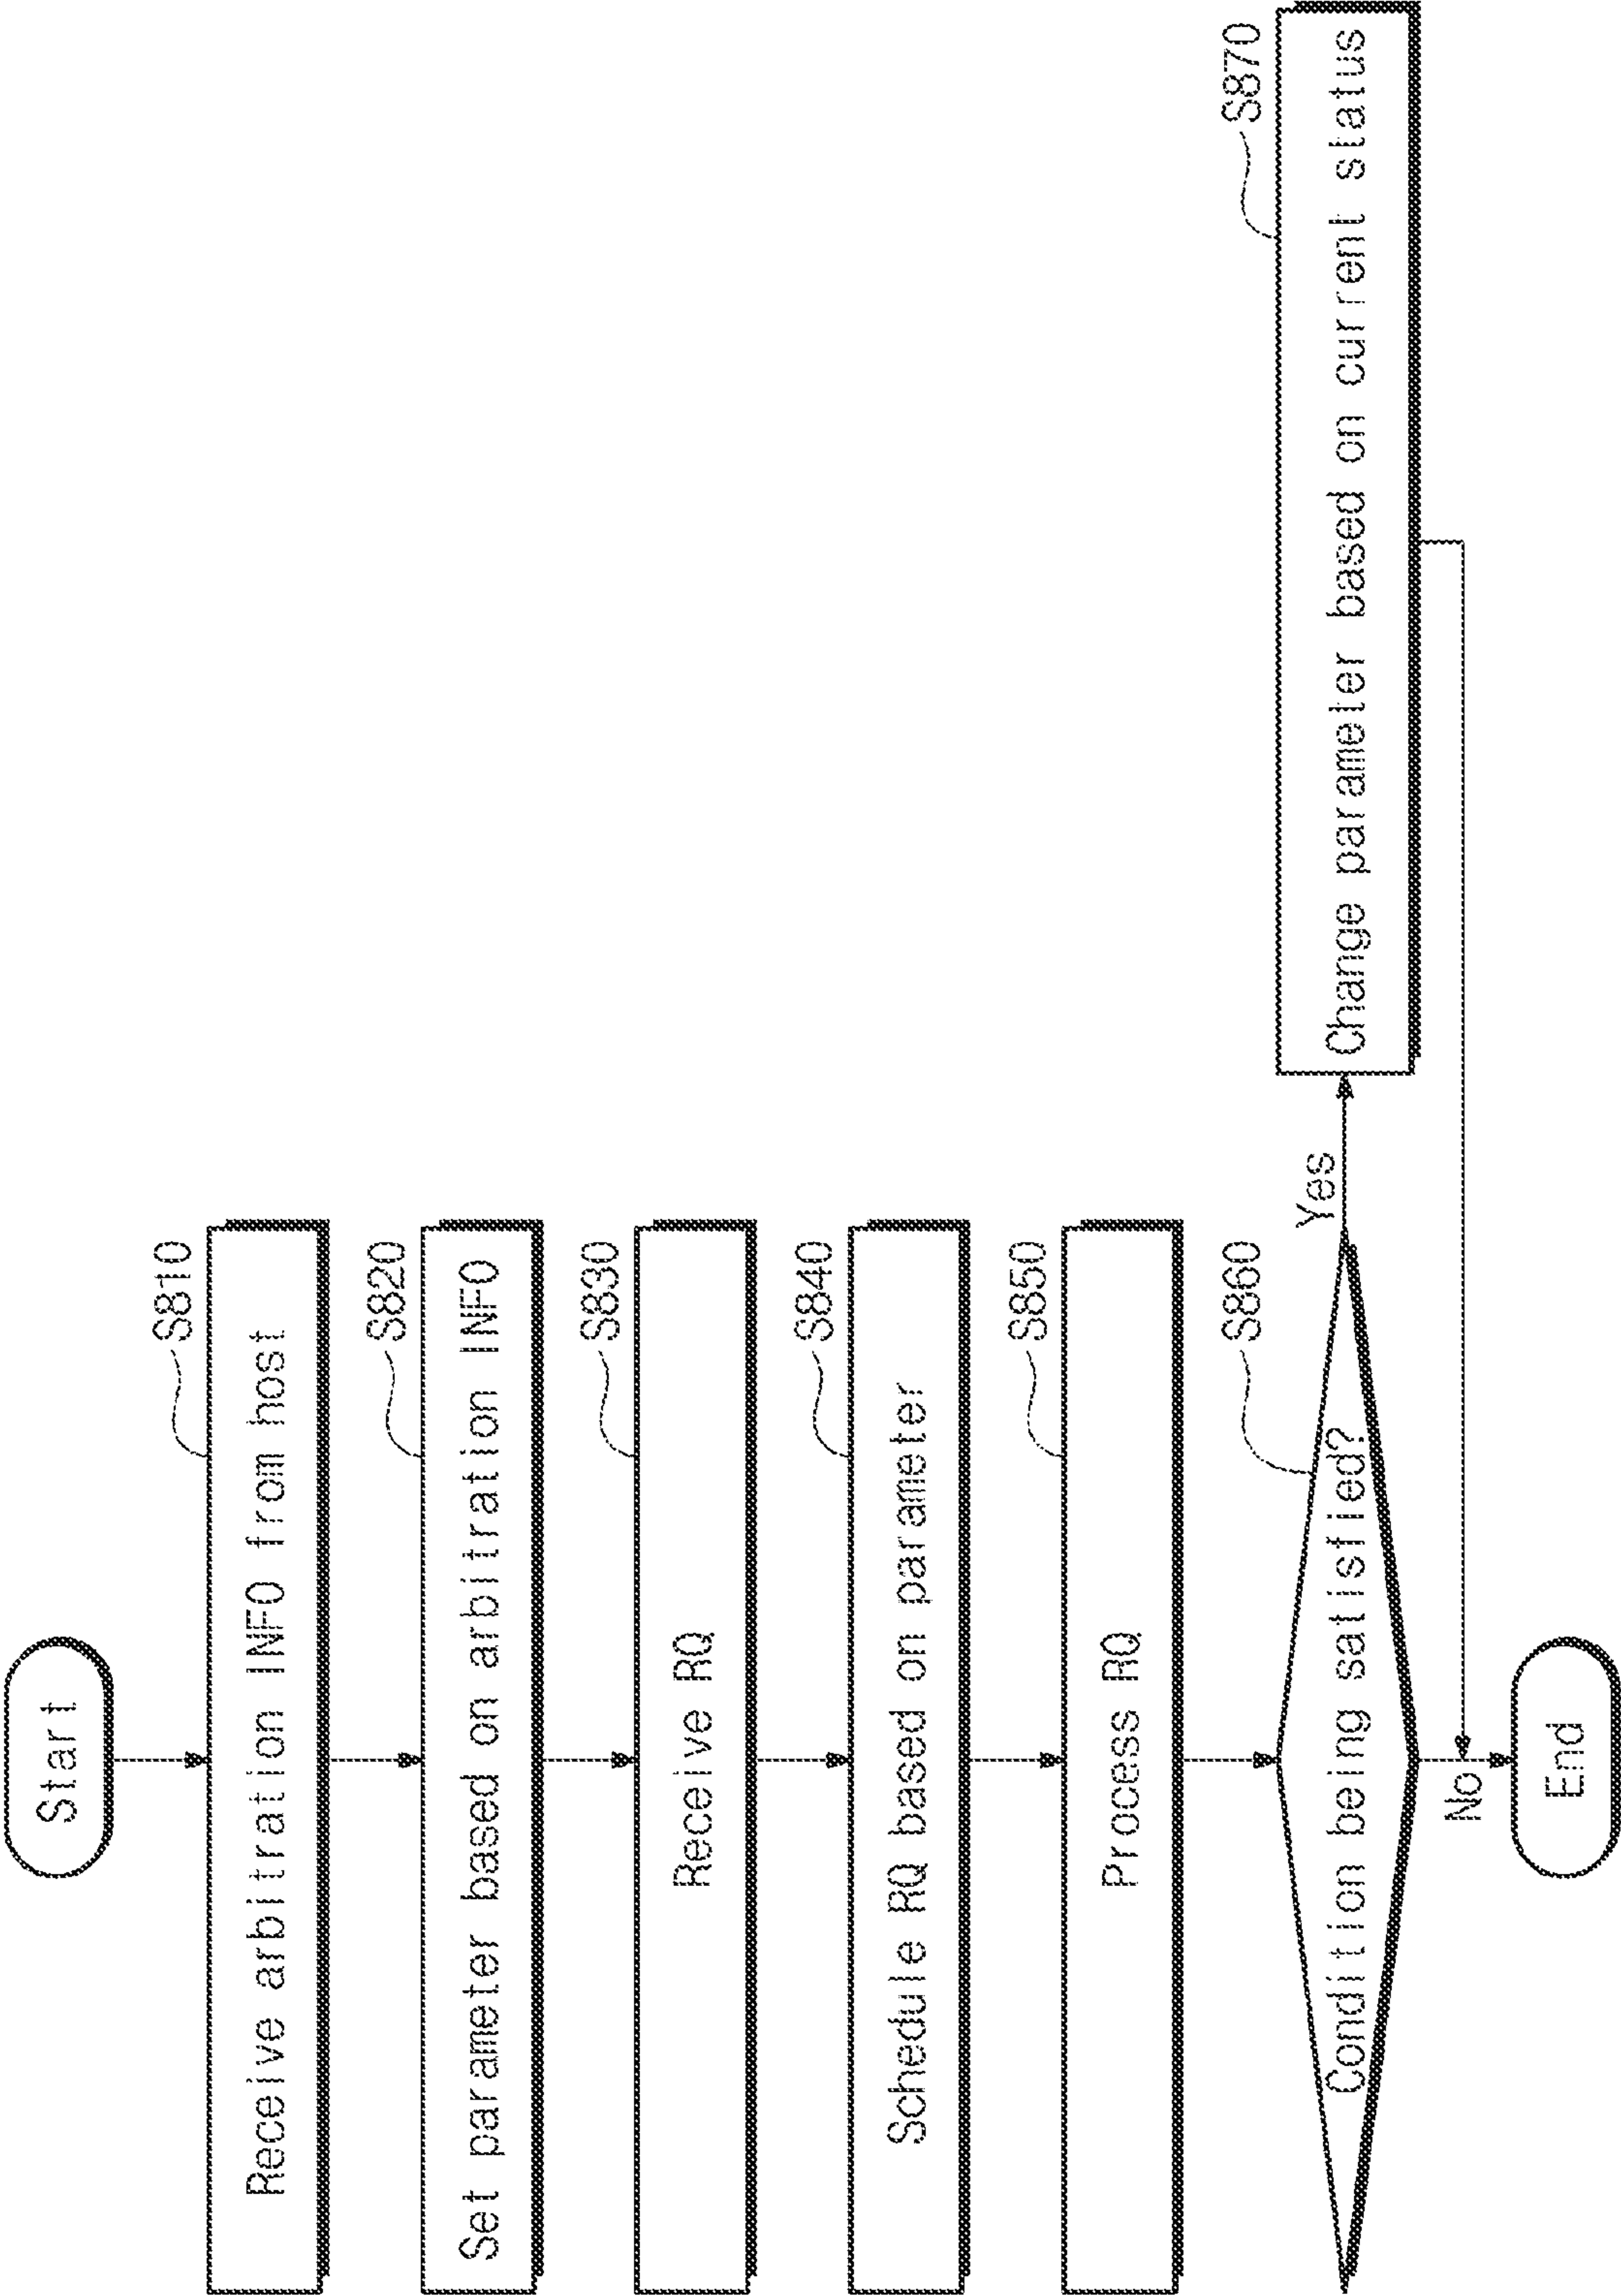 Start
S810
Receive arbitration INFO from host
S820
Set parameter based on arbitration INFO
S830
Receive RQ
S840
Schedule RQ based on parameter
S850
Process RQ
S860
Condition being satisfied?
Yes
S870
Change parameter based on current status
No
End